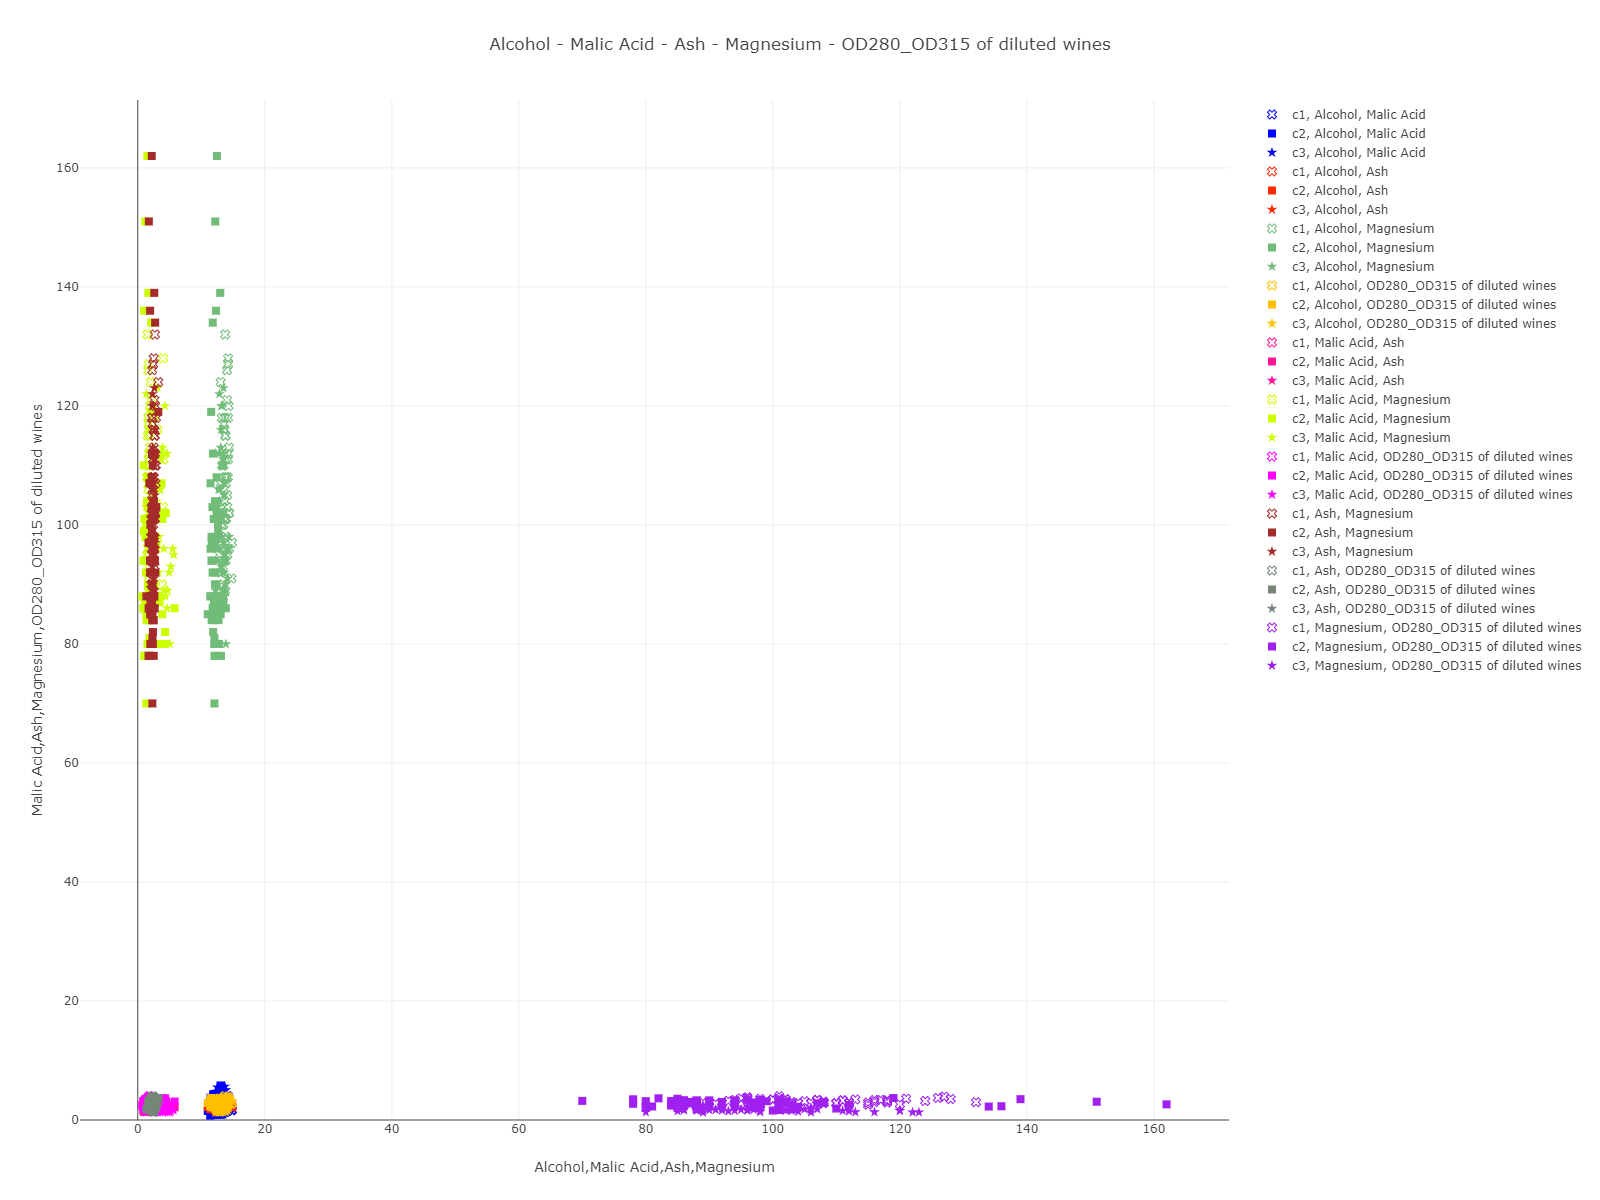 Alcohol - Malic Acid - Ash - Magnesium - OD280_OD315 of diluted wines
c1, Alcohol, Malic Acid
c2, Alcohol, Malic Acid
c3, Alcohol, Malic Acid
c1, Alcohol, Ash
c2, Alcohol, Ash
c3, Alcohol, Ash
c1, Alcohol, Magnesium
c2, Alcohol, Magnesium
c3, Alcohol, Magnesium
c1, Alcohol, OD280_OD315 of diluted wines
c2, Alcohol, OD280_OD315 of diluted wines
c3, Alcohol, OD280_OD315 of diluted wines
c1, Malic Acid, Ash
c2, Malic Acid, Ash
c3, Malic Acid, Ash
c1, Malic Acid, Magnesium
c2, Malic Acid, Magnesium
c3, Malic Acid, Magnesium
c1, Malic Acid, OD280_OD315 of diluted wines
c2, Malic Acid, OD280_OD315 of diluted wines
c3, Malic Acid, OD280_OD315 of diluted wines
c1, Ash, Magnesium
c2, Ash, Magnesium
c3, Ash, Magnesium
c1, Ash, OD280_OD315 of diluted wines
c2, Ash, OD280_OD315 of diluted wines
c3, Ash, OD280_OD315 of diluted wines
c1, Magnesium, OD280_OD315 of diluted wines
c2, Magnesium, OD280_OD315 of diluted wines
c3, Magnesium, OD280_OD315 of diluted wines
Malic Acid,Ash,Magnesium,OD280_OD315 of diluted wines
160
140
120
100
80
60
40
20
0
0 20 40 60 80 100 120 140 160
Alcohol,Malic Acid,Ash,Magnesium